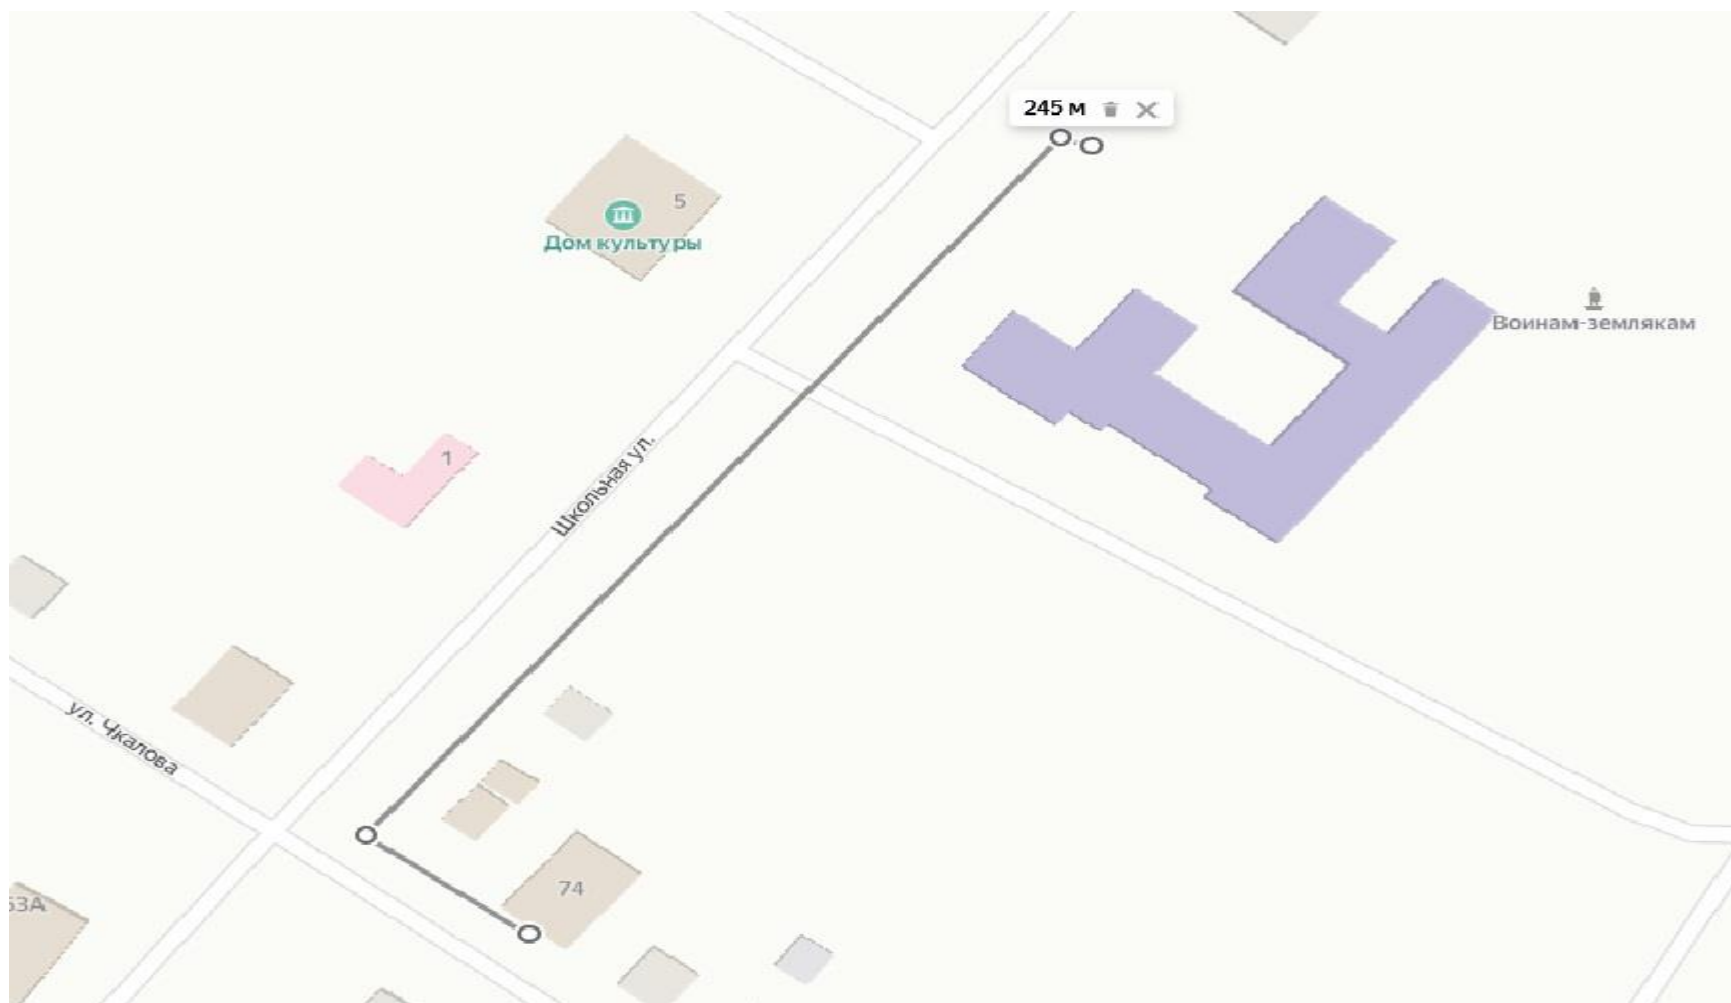 245 м
5
Дом культуры
Воинам-землякам
1
Школьная ул.
ул. Чкалова
74
53А